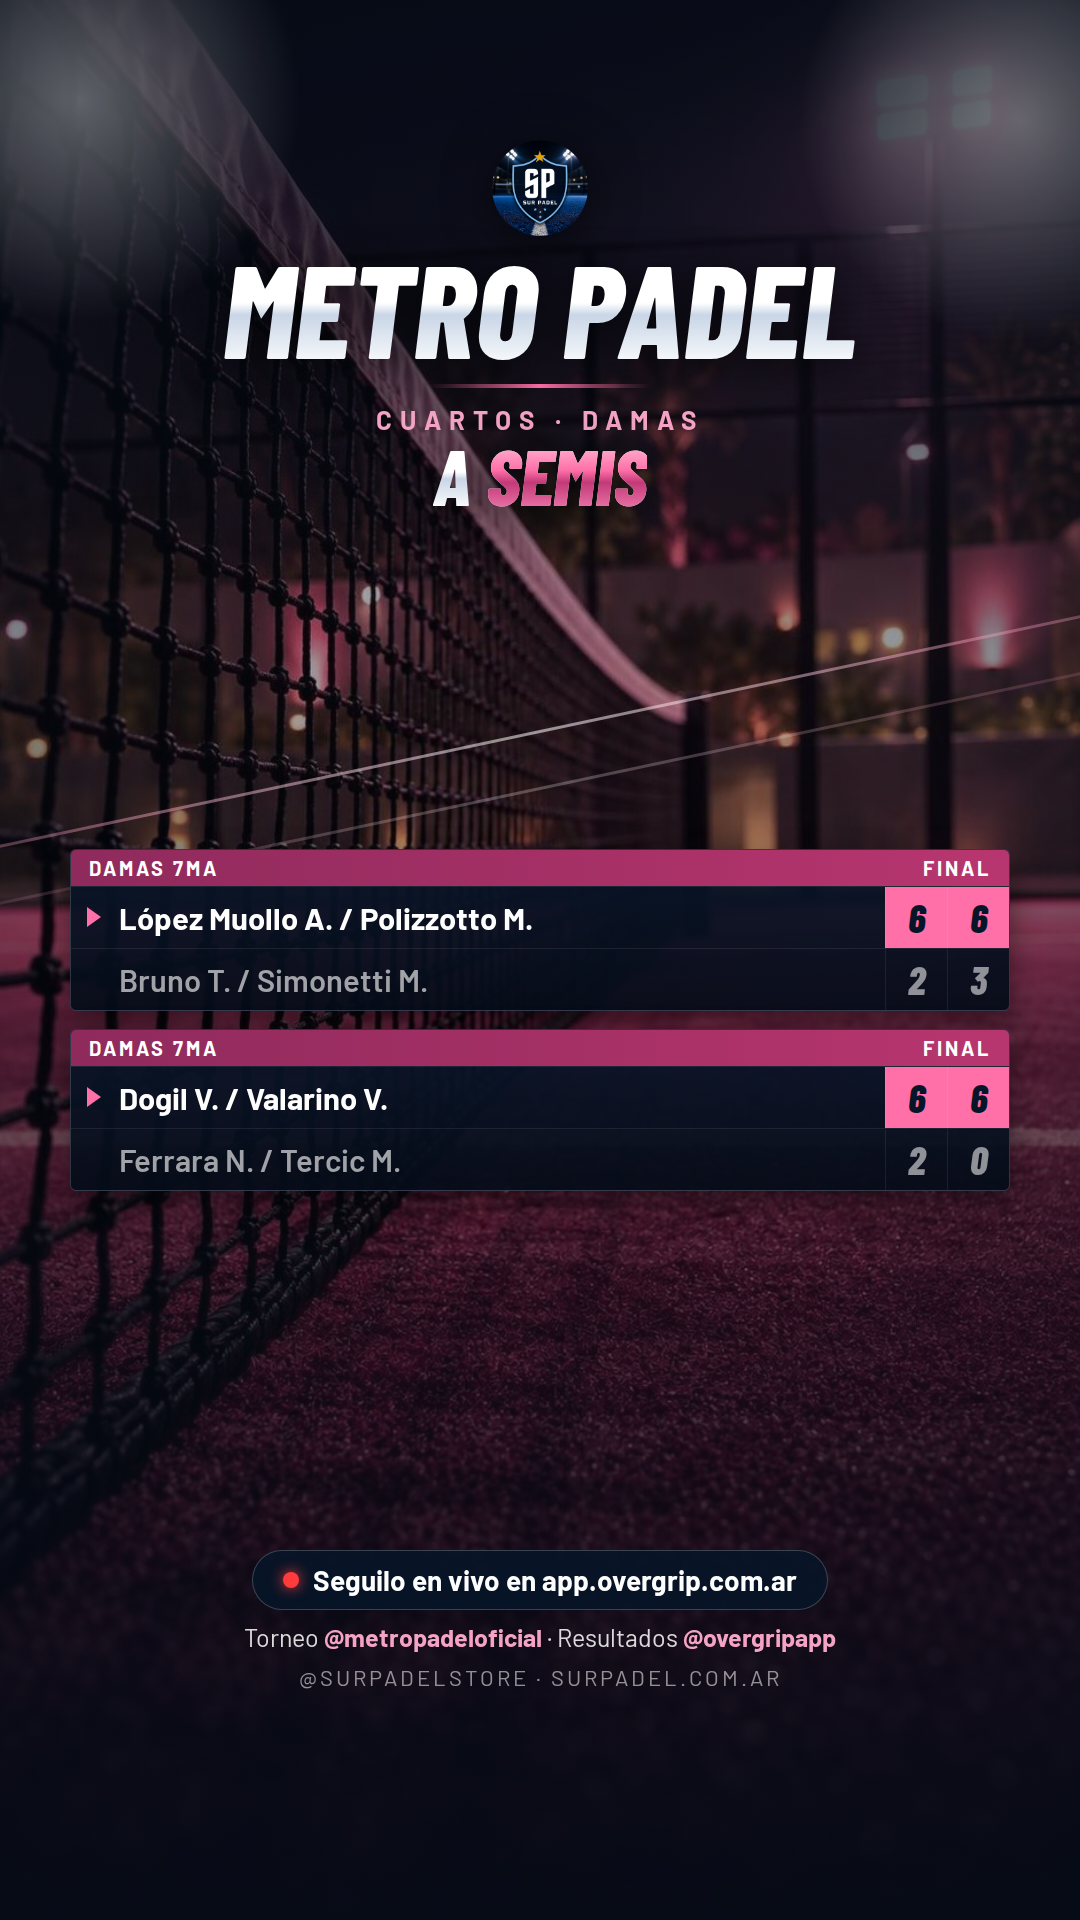 SP
SUR PADEL
METRO PADEL
CUARTOS · DAMAS
A SEMIS
DAMAS 7MA FINAL
López Muollo A. / Polizzotto M. 6 6
Bruno T. / Simonetti M. 2 3
DAMAS 7MA FINAL
Dogil V. / Valarino V. 6 6
Ferrara N. / Tercic M. 2 0
Seguilo en vivo en app.overgrip.com.ar
Torneo @metropadeloficial · Resultados @overgripapp
@SURPADELSTORE · SURPADEL.COM.AR